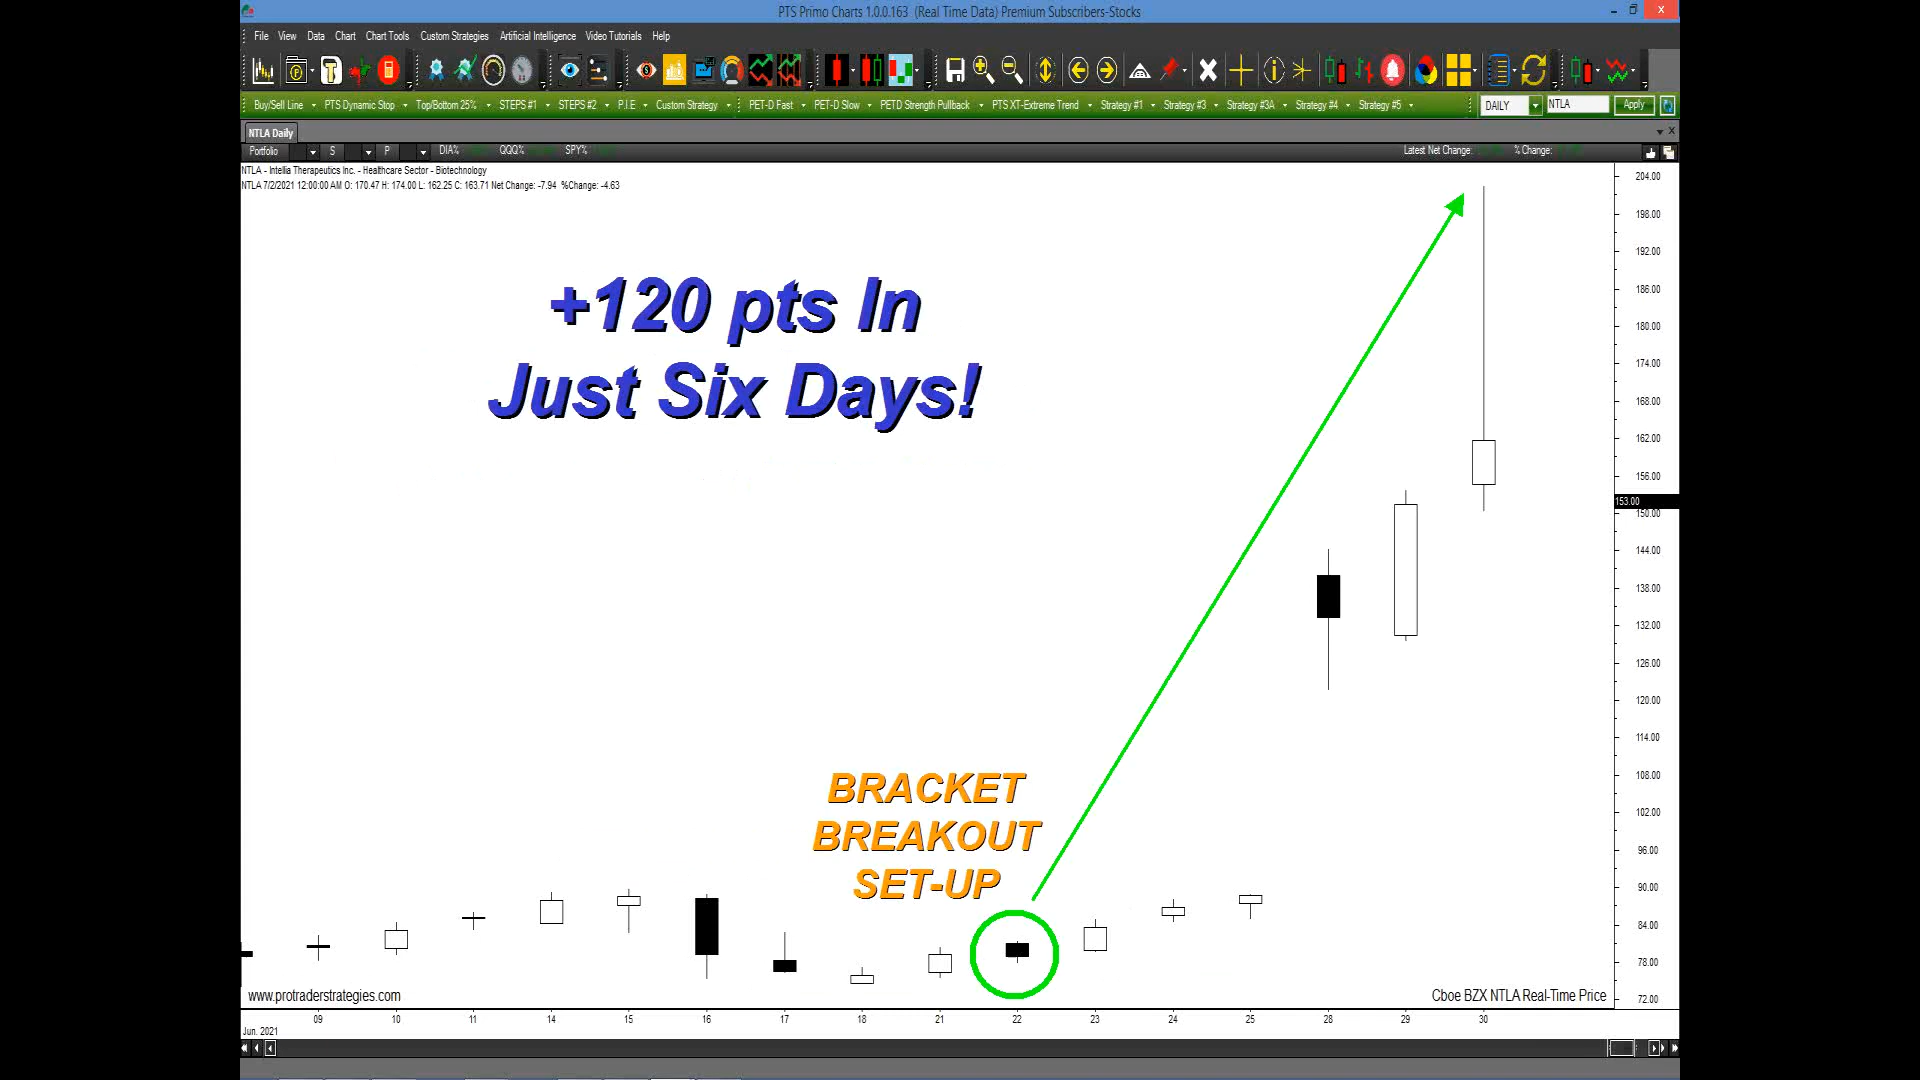 PTS Primo Charts 1.0.0.163 (Real Time Data) Premium Subscribers-Stocks
File View Data Chart Chart Tools Custom Strategies Artificial Intelligence Video Tutorials Help
Buy/Sell Line PTS Dynamic Stop Top/Bottom 25% STEPS #1 STEPS #2 P.I.E. Custom Strategy PET-D Fast PET-D Slow PETD Strength Pullback PTS XT-Extreme Trend Strategy #1 Strategy #3 Strategy #3A Strategy #4 Strategy #5 DAILY NTLA Apply
NTLA Daily
Portfolio S P DIA% QQQ% SPY% Latest Net Change: % Change:
NTLA - Intellia Therapeutics Inc. - Healthcare Sector - Biotechnology
NTLA 7/2/2021 12:00:00 AM O: 170.47 H: 174.00 L: 162.25 C: 163.71 Net Change: -7.94 %Change: -4.63
+120 pts In
Just Six Days!
BRACKET
BREAKOUT
SET-UP
204.00
198.00
192.00
186.00
180.00
174.00
168.00
162.00
156.00
153.00
150.00
144.00
138.00
132.00
126.00
120.00
114.00
108.00
102.00
96.00
90.00
84.00
78.00
72.00
www.protraderstrategies.com
Cboe BZX NTLA Real-Time Price
09 10 11 14 15 16 17 18 21 22 23 24 25 28 29 30
Jun. 2021